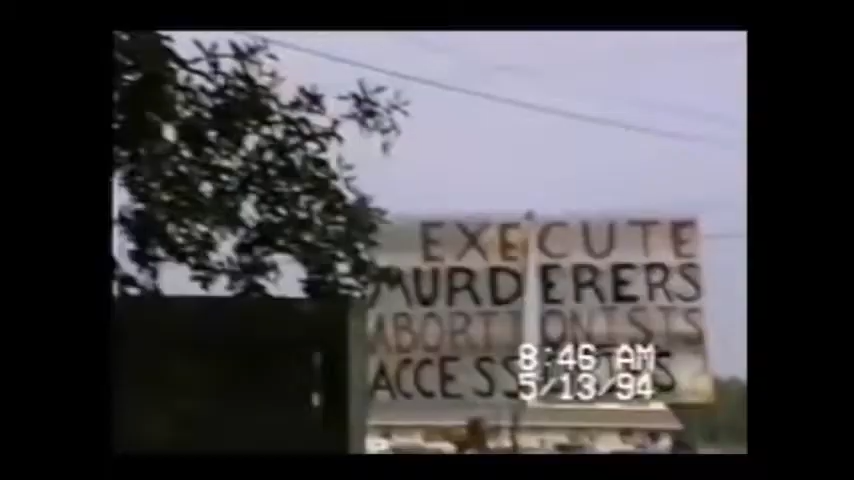 EXECUTE
MURDERERS
ABORTIONISTS
8:46 AM
5/13/94